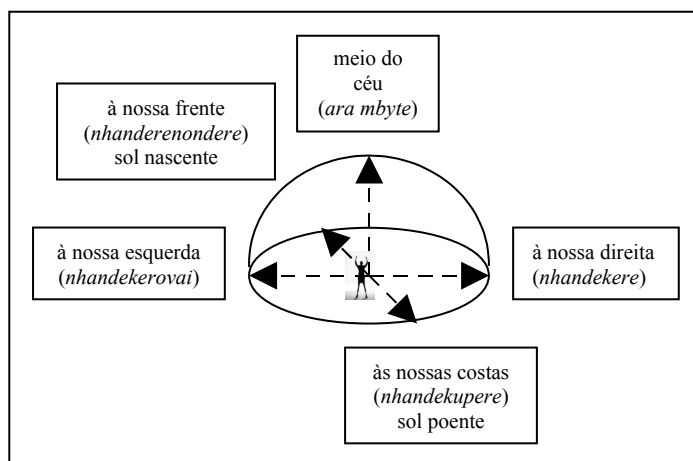 meio do
céu
(ara mbyte)
à nossa frente
(nhanderenondere)
sol nascente
à nossa esquerda
(nhandekerovai)
à nossa direita
(nhandekere)
às nossas costas
(nhandekupere)
sol poente